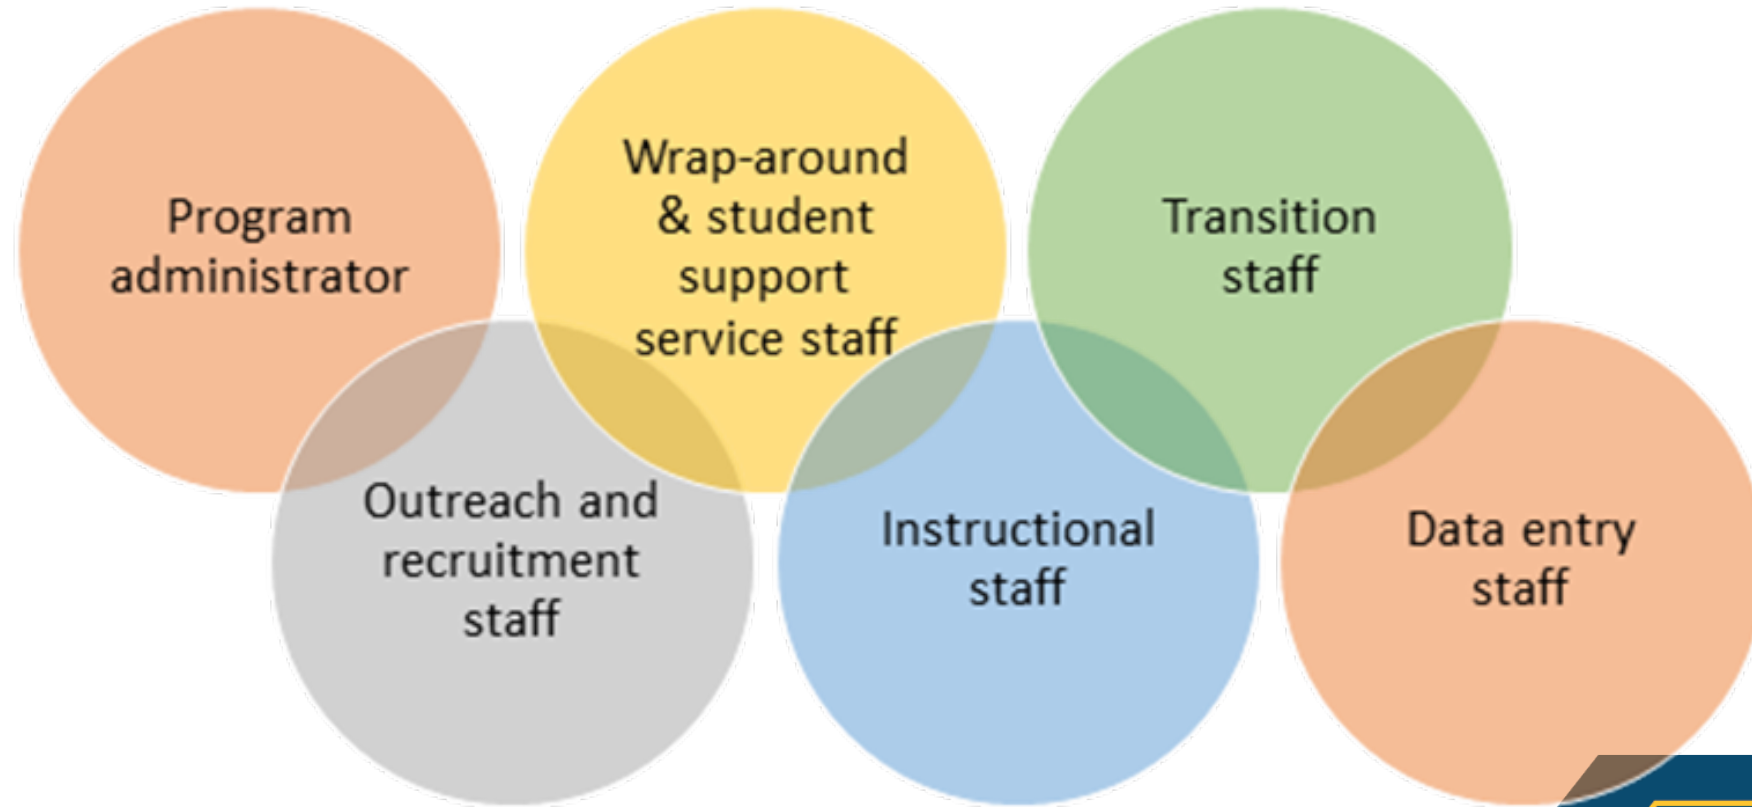 Program
administrator
Wrap-around
& student
support
service staff
Transition
staff
Outreach and
recruitment
staff
Instructional
staff
Data entry
staff